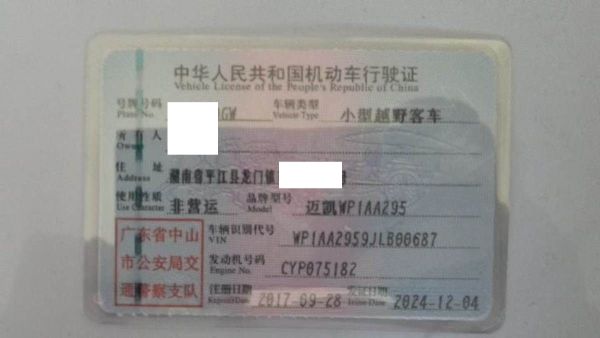 中华人民共和国机动车行驶证
Vehicle License of the People's Republic of China
号牌号码 GW 车辆类型 小型越野客车
Plate No. Vehicle Type
所有人
Owner
住址 湖南省平江县龙门镇 号
Address
使用性质 非营运 品牌型号 迈凯WP1AA295
Use Character Model
广东省中山 车辆识别代号 WP1AA2959JLB00687
VIN
市公安局交 发动机号码 CYP075182
Engine No.
通警察支队 注册日期 2017-09-28 发证日期 2024-12-04
Register Date Issue Date